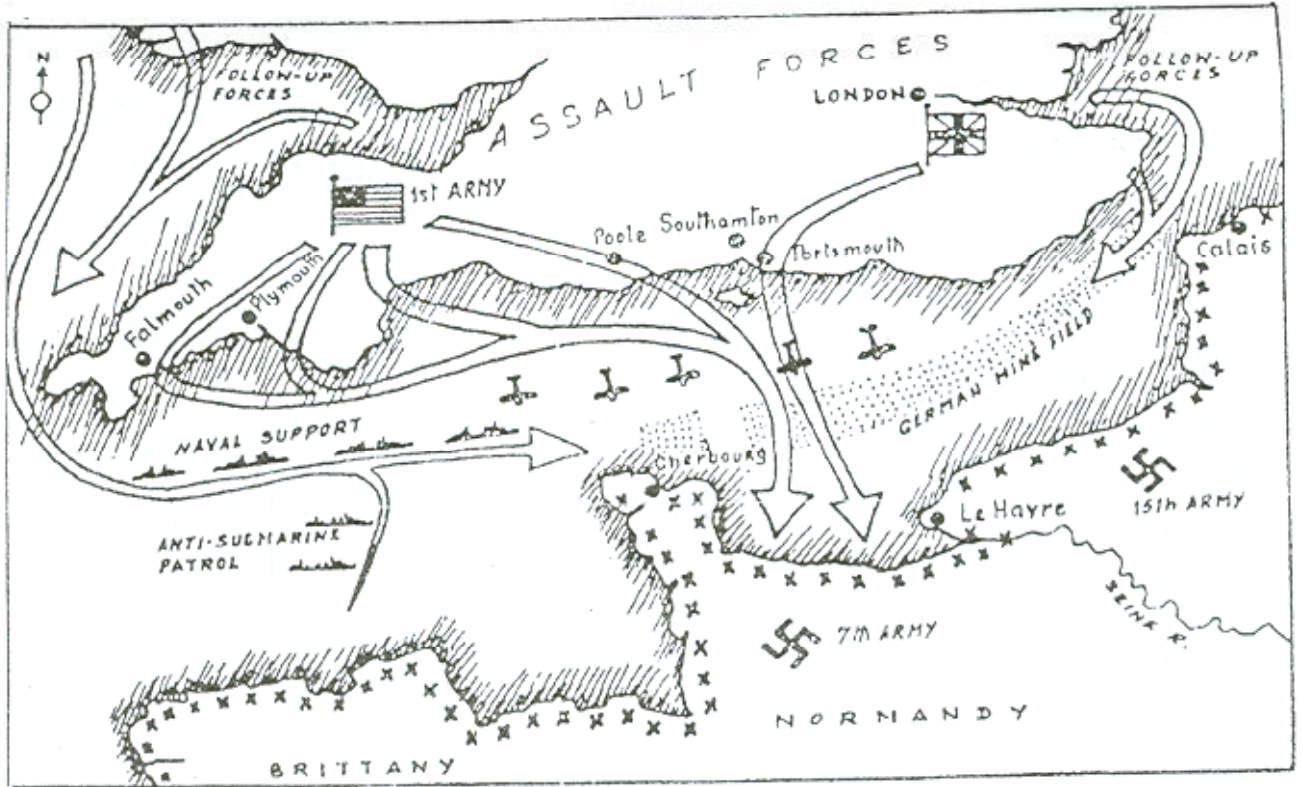 N
FOLLOW-UP
FORCES
ASSAULT FORCES
FOLLOW-UP
FORCES
LONDON
1st ARMY
Poole
Southamton
Portsmouth
Calais
Plymouth
Falmouth
GERMAN MINE FIELD
NAVAL SUPPORT
Cherbourg
15th ARMY
Le Havre
ANTI-SUBMARINE
PATROL
SEINE R.
7th ARMY
NORMANDY
BRITTANY